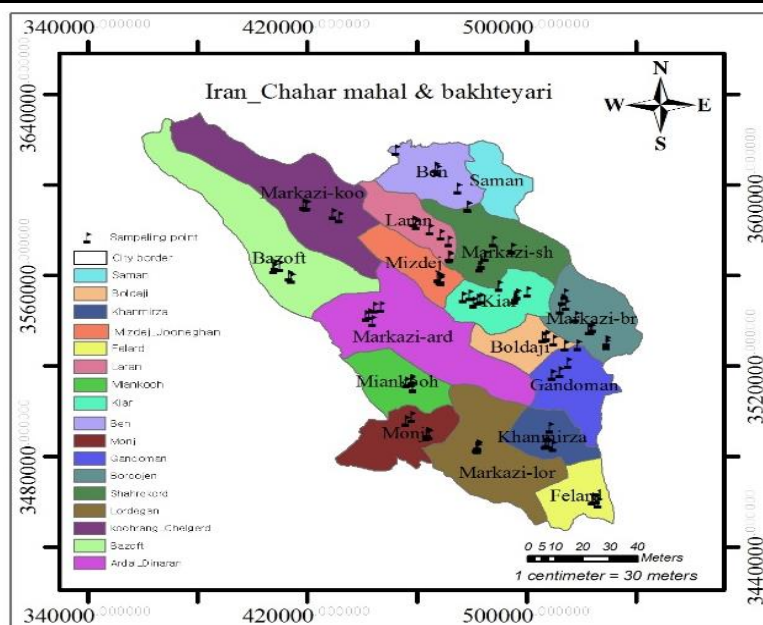 340000 420000 500000
Iran_Chahar mahal & bakhteyari
N
W E
S
3640000
3600000
3560000
3520000
3480000
3440000
Ben
Saman
Markazi-koo
Laran
Markazi-sh
Bazoft
Mizdej
Kiar
Markazi-br
Markazi-ard
Boldaji
Miankooh
Gandoman
Monj
Khanmirza
Markazi-lor
Felard
Sampeling point
City border
Saman
Boldaji
Khanmirza
Mizdej_Jooneghan
Felard
Laran
Miankooh
Kiar
Ben
Monj
Gandoman
Boroojen
Shahrekord
Lordegan
koohrang_Chelgerd
Bazoft
Ardal_Dinaran
0 5 10 20 30 40
Meters
1 centimeter = 30 meters
340000 420000 500000